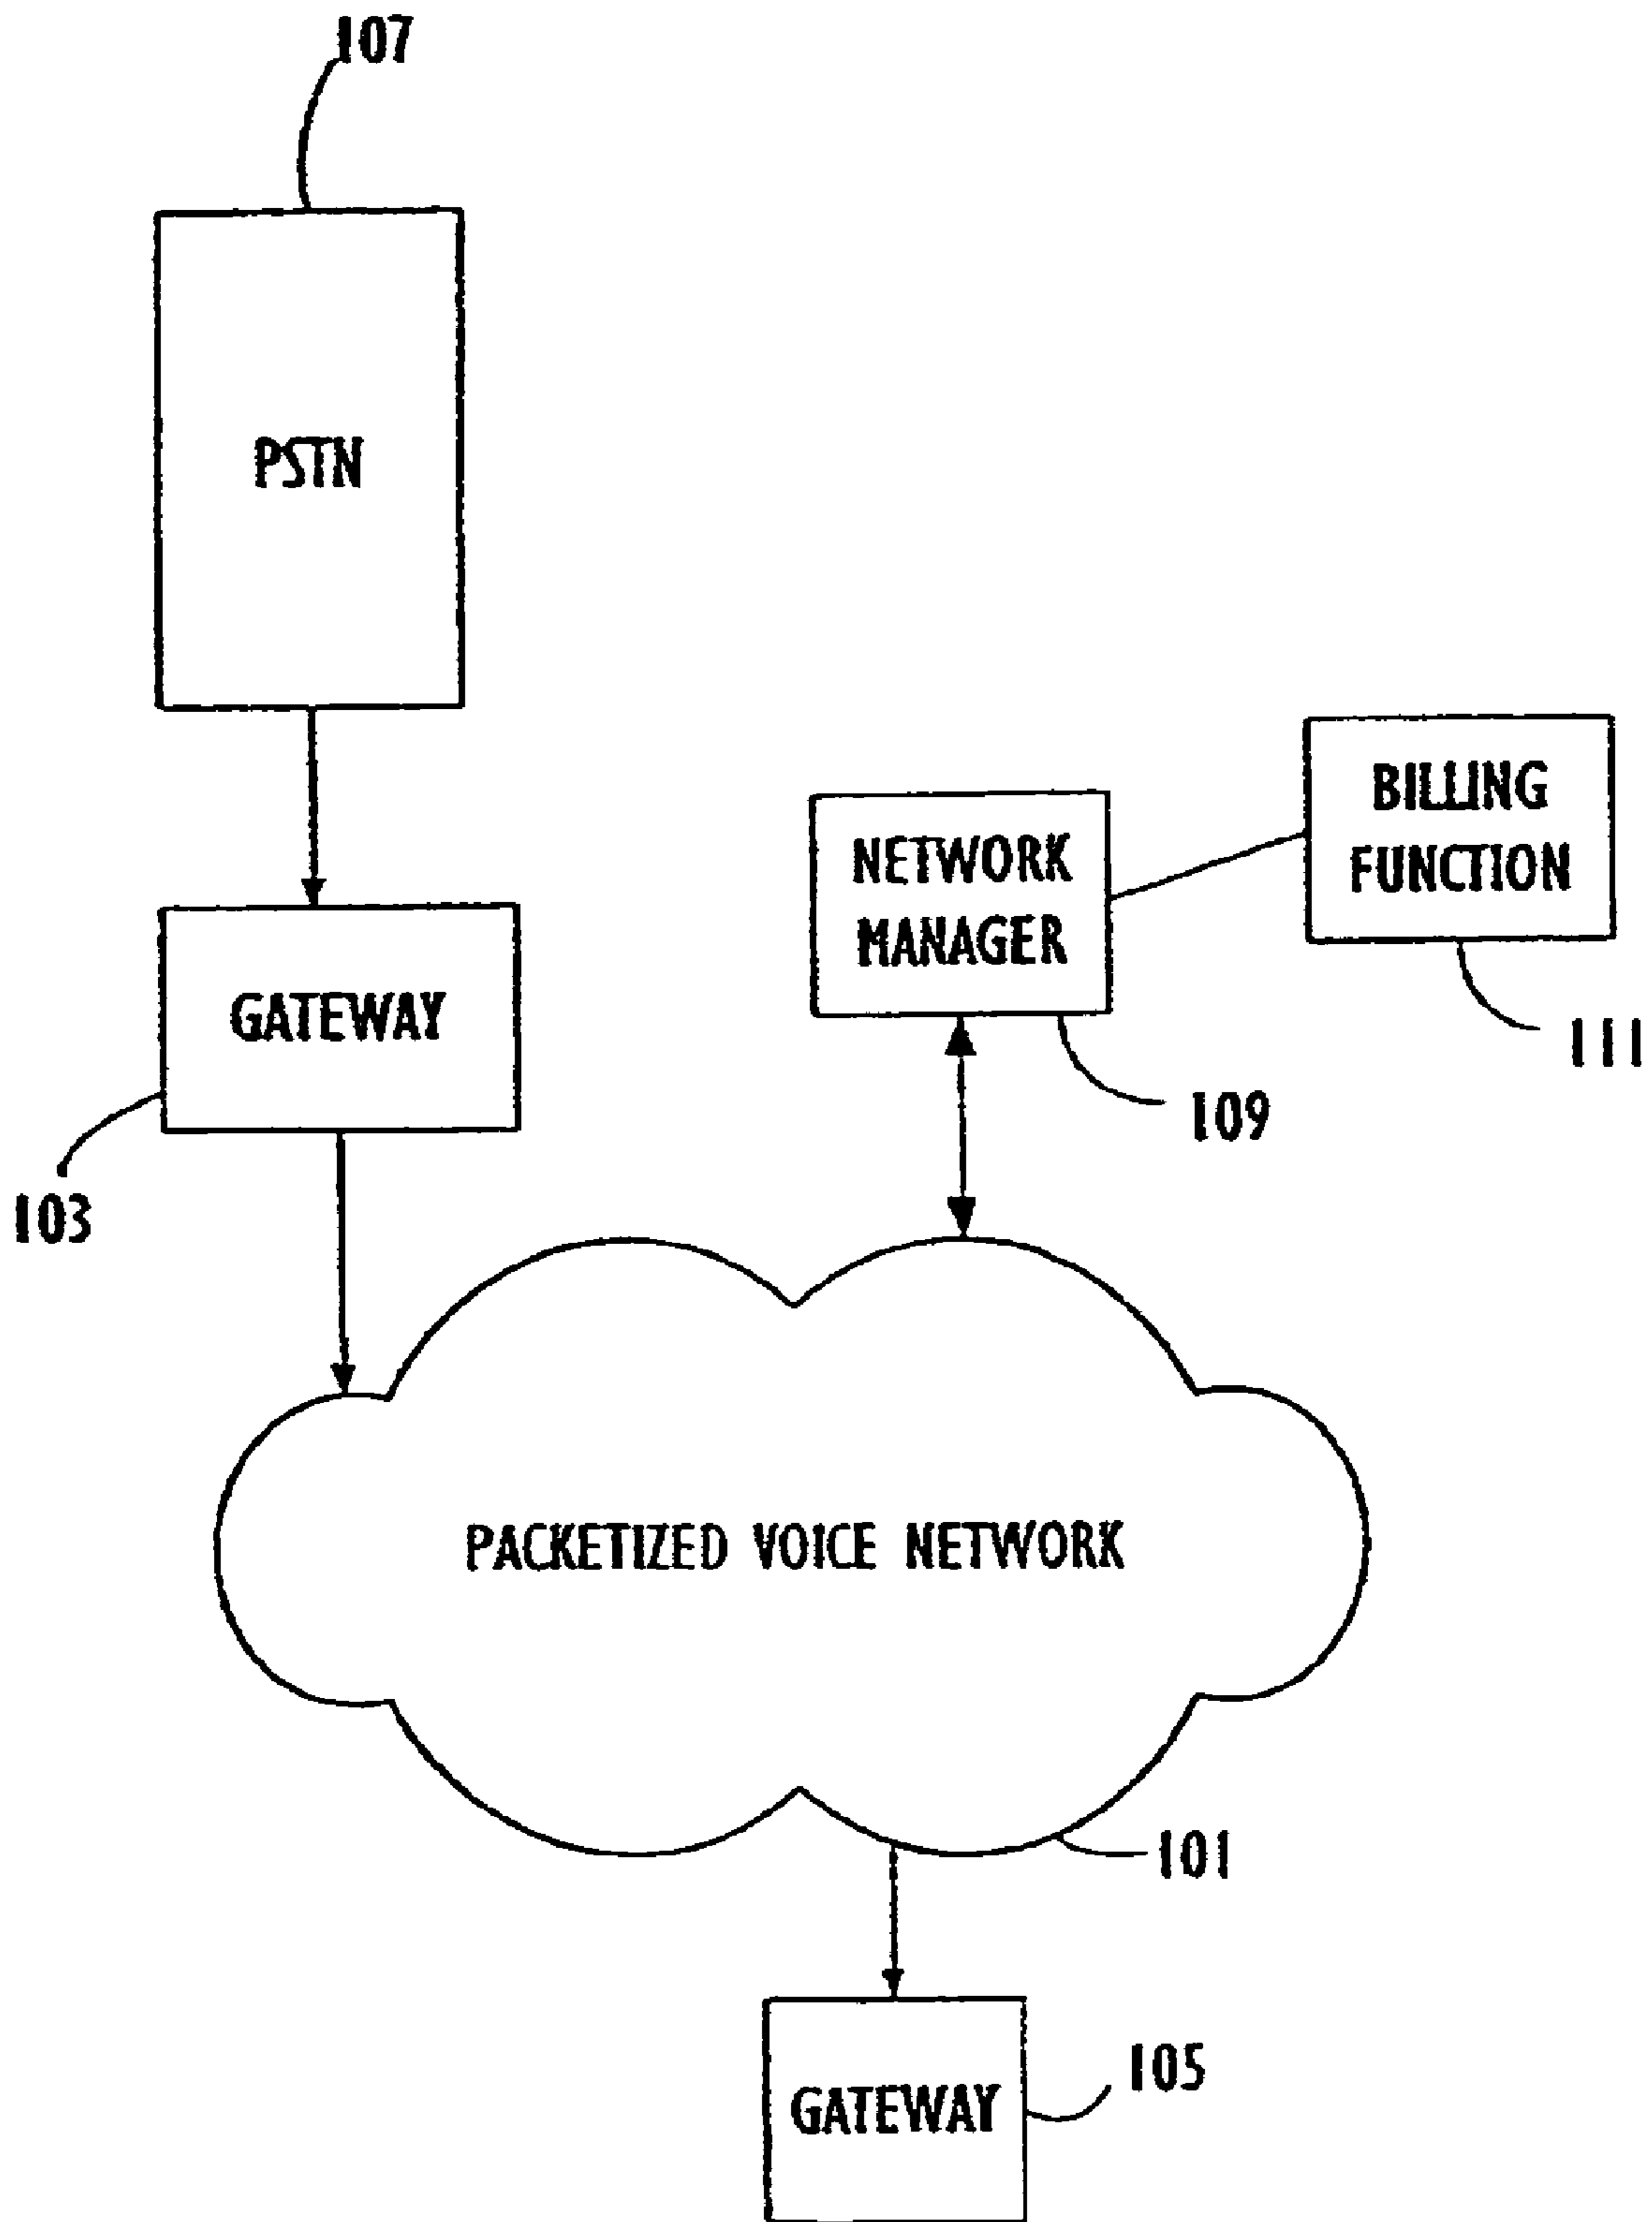 107
PSTN
BILLING
FUNCTION
NETWORK
MANAGER
GATEWAY
111
109
103
PACKETIZED VOICE NETWORK
101
105
GATEWAY